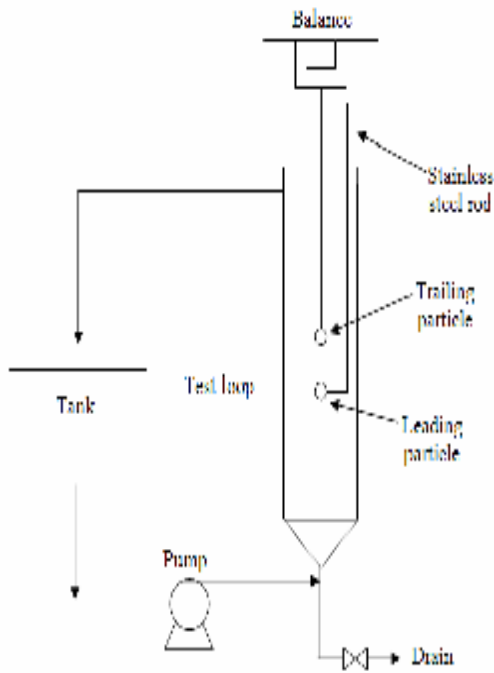 Balance
Stainless
steel rod
Trailing
particle
Test loop
Tank
Leading
particle
Pump
Drain